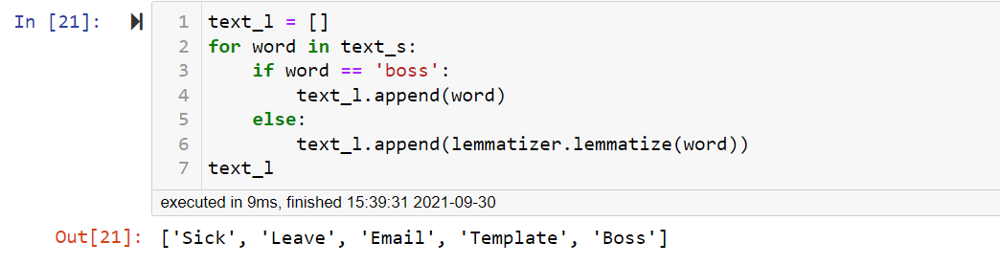 In [21]:
1 text_l = []
2 for word in text_s:
3     if word == 'boss':
4         text_l.append(word)
5     else:
6         text_l.append(lemmatizer.lemmatize(word))
7 text_l
executed in 9ms, finished 15:39:31 2021-09-30
Out[21]: ['Sick', 'Leave', 'Email', 'Template', 'Boss']